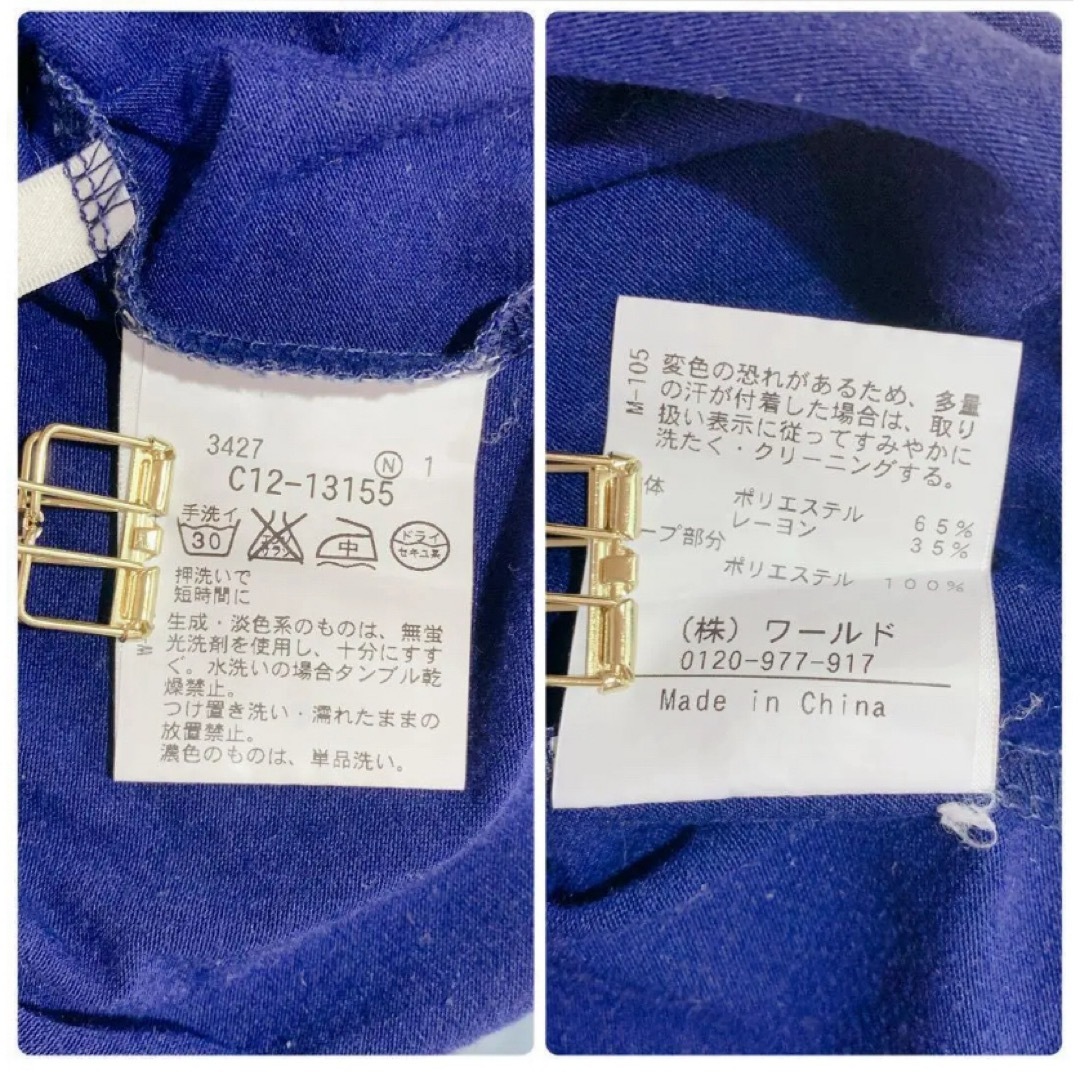 3427
N 1
C12-13155
手洗イ
30
中
ドライ
セキユ系
押洗いで
短時間に
生成・淡色系のものは、無蛍
光洗剤を使用し、十分にすす
ぐ。水洗いの場合タンブル乾
燥禁止。
つけ置き洗い・濡れたままの
放置禁止。
濃色のものは、単品洗い。
M-105
変色の恐れがあるため、多量
の汗が付着した場合は、取り
扱い表示に従ってすみやかに
洗たく・クリーニングする。
体
ポリエステル 65%
レーヨン 35%
ープ部分
ポリエステル 100%
(株)ワールド
0120-977-917
Made in China